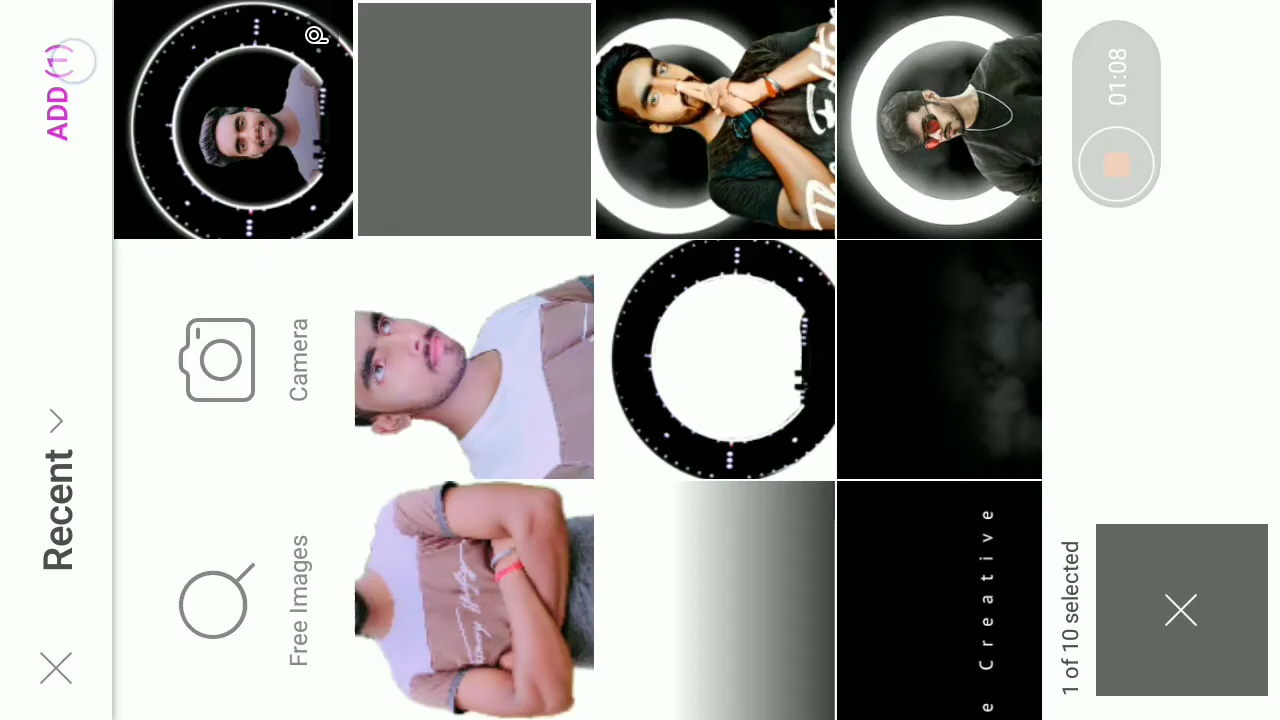 Recent
ADD (1)
Free Images
Camera
e Creative
1 of 10 selected
01:08